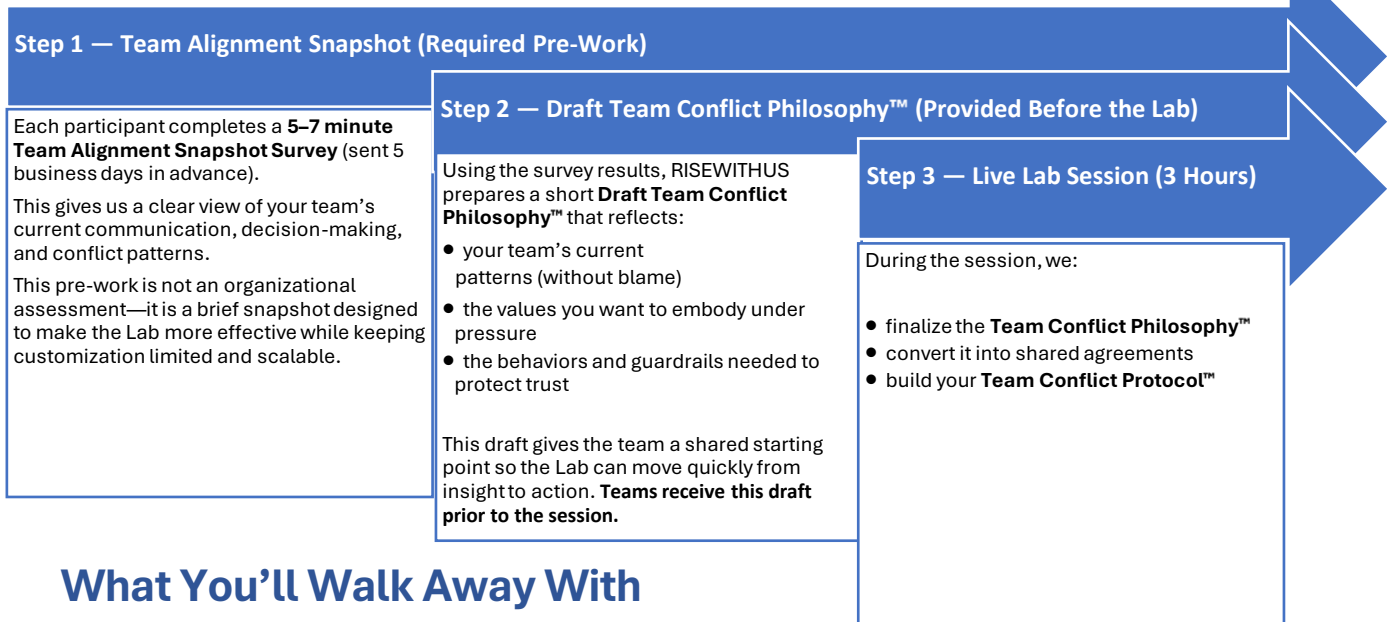 Step 1 — Team Alignment Snapshot (Required Pre-Work)
Each participant completes a 5–7 minute
Team Alignment Snapshot Survey (sent 5
business days in advance).
This gives us a clear view of your team’s
current communication, decision-making,
and conflict patterns.
This pre-work is not an organizational
assessment—it is a brief snapshot designed
to make the Lab more effective while keeping
customization limited and scalable.
Step 2 — Draft Team Conflict Philosophy™ (Provided Before the Lab)
Using the survey results, RISEWITHUS
prepares a short Draft Team Conflict
Philosophy™ that reflects:
● your team’s current
patterns (without blame)
● the values you want to embody under
pressure
● the behaviors and guardrails needed to
protect trust
This draft gives the team a shared starting
point so the Lab can move quickly from
insight to action. Teams receive this draft
prior to the session.
Step 3 — Live Lab Session (3 Hours)
During the session, we:
● finalize the Team Conflict Philosophy™
● convert it into shared agreements
● build your Team Conflict Protocol™
What You’ll Walk Away With